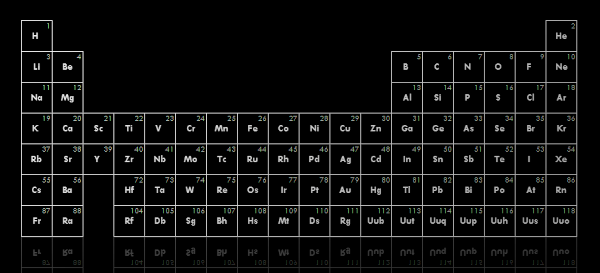 1 2
H He
3 4 5 6 7 8 9 10
Li Be B C N O F Ne
11 12 13 14 15 16 17 18
Na Mg Al Si P S Cl Ar
19 20 21 22 23 24 25 26 27 28 29 30 31 32 33 34 35 36
K Ca Sc Ti V Cr Mn Fe Co Ni Cu Zn Ga Ge As Se Br Kr
37 38 39 40 41 42 43 44 45 46 47 48 49 50 51 52 53 54
Rb Sr Y Zr Nb Mo Tc Ru Rh Pd Ag Cd In Sn Sb Te I Xe
55 56 72 73 74 75 76 77 78 79 80 81 82 83 84 85 86
Cs Ba Hf Ta W Re Os Ir Pt Au Hg Tl Pb Bi Po At Rn
87 88 104 105 106 107 108 109 110 111 112 113 114 115 116 117 118
Fr Ra Rf Db Sg Bh Hs Mt Ds Rg Uub Uut Uuq Uup Uuh Uus Uuo